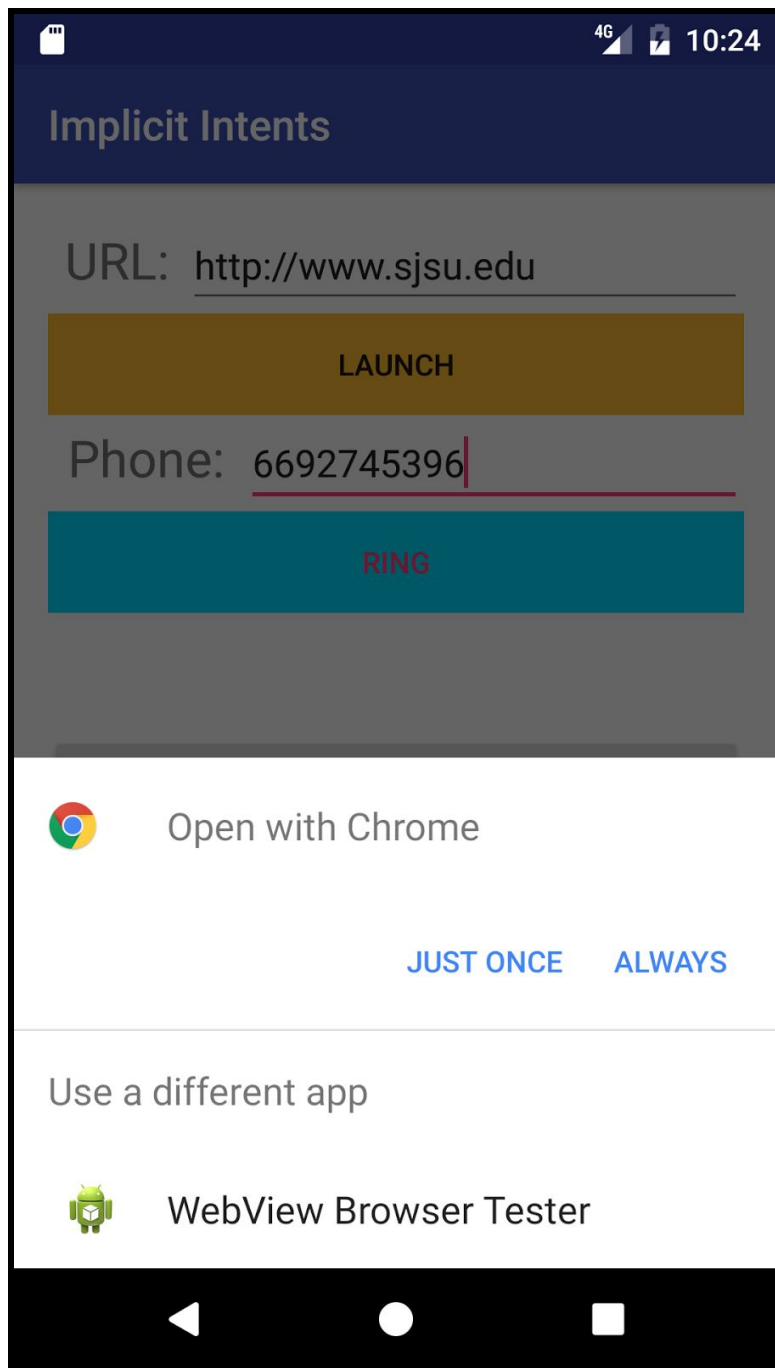 4G 10:24
Implicit Intents
URL: http://www.sjsu.edu
LAUNCH
Phone: 6692745396
RING
Open with Chrome
JUST ONCE ALWAYS
Use a different app
WebView Browser Tester